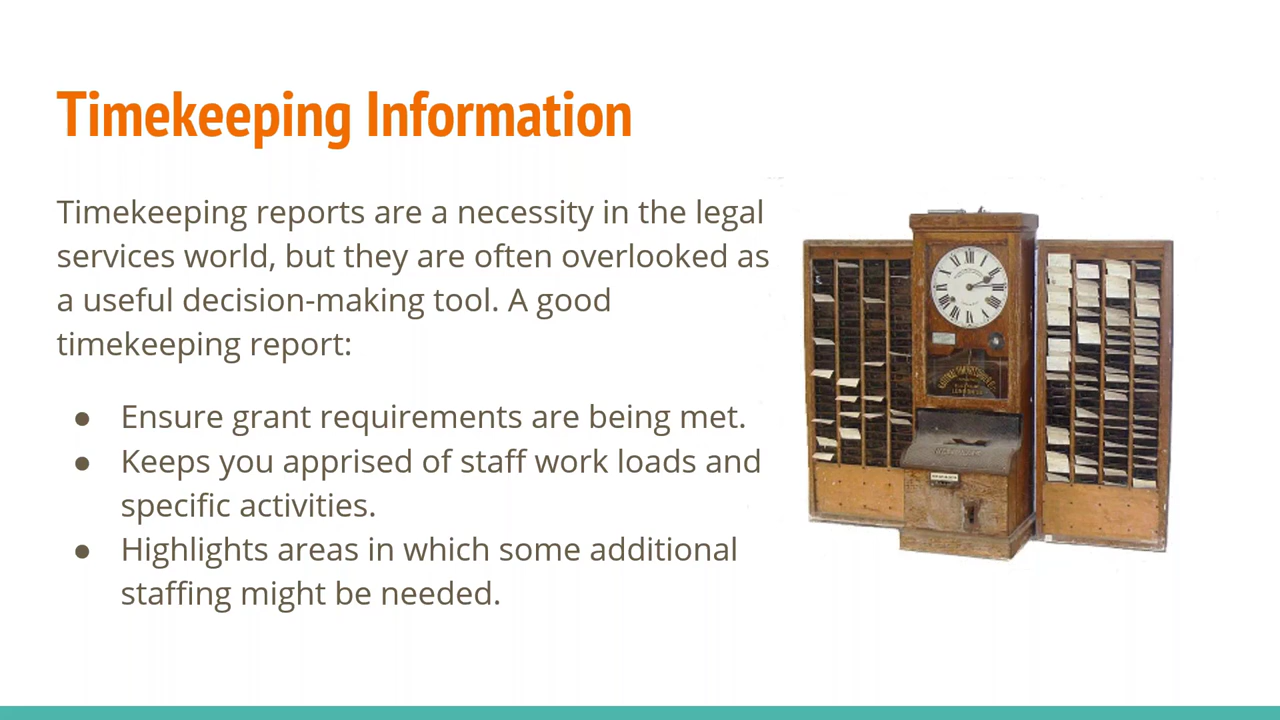 Timekeeping Information
Timekeeping reports are a necessity in the legal
services world, but they are often overlooked as
a useful decision-making tool. A good
timekeeping report:
● Ensure grant requirements are being met.
● Keeps you apprised of staff work loads and
specific activities.
● Highlights areas in which some additional
staffing might be needed.